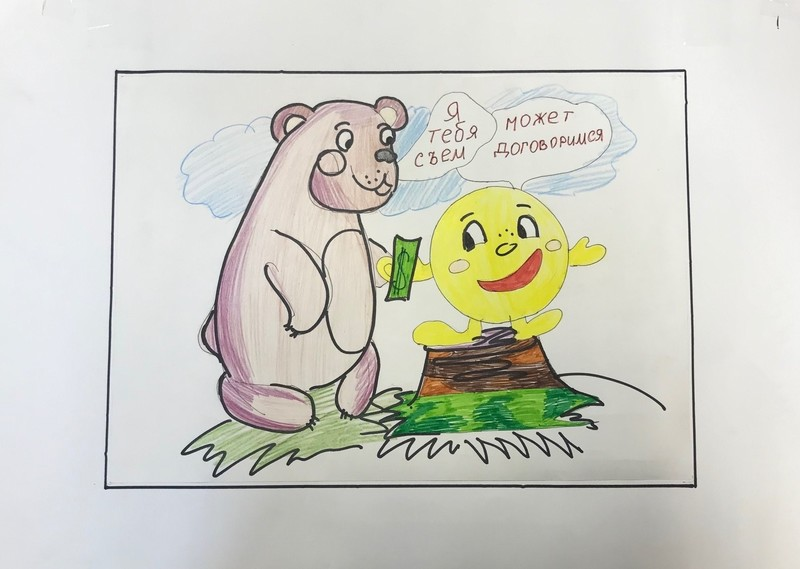 Я
тебя
съем
может
договоримся
$